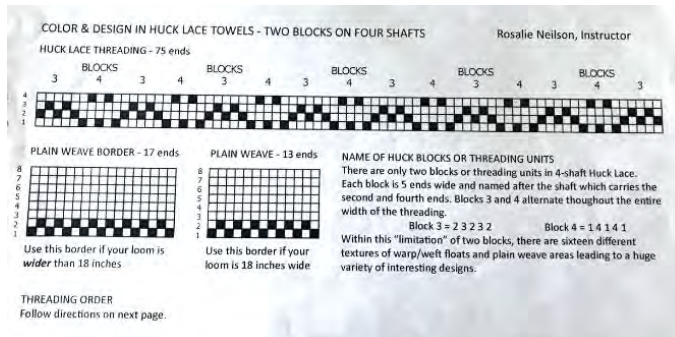 COLOR & DESIGN IN HUCK LACE TOWELS - TWO BLOCKS ON FOUR SHAFTS
Rosalie Neilson, Instructor
HUCK LACE THREADING - 75 ends
BLOCKS BLOCKS BLOCKS BLOCKS BLOCKS
3 4 3 4 3 4 3 4 3 4 3 4 3 4 3
4
3
2
1
PLAIN WEAVE BORDER - 17 ends
8
7
6
5
4
3
2
1
Use this border if your loom is
wider than 18 inches
PLAIN WEAVE - 13 ends
8
7
6
5
4
3
2
1
Use this border if your
loom is 18 inches wide
NAME OF HUCK BLOCKS OR THREADING UNITS
There are only two blocks or threading units in 4-shaft Huck Lace.
Each block is 5 ends wide and named after the shaft which carries the
second and fourth ends. Blocks 3 and 4 alternate thoughout the entire
width of the threading.
Block 3 = 2 3 2 3 2 Block 4 = 1 4 1 4 1
Within this "limitation" of two blocks, there are sixteen different
textures of warp/weft floats and plain weave areas leading to a huge
variety of interesting designs.
THREADING ORDER
Follow directions on next page.